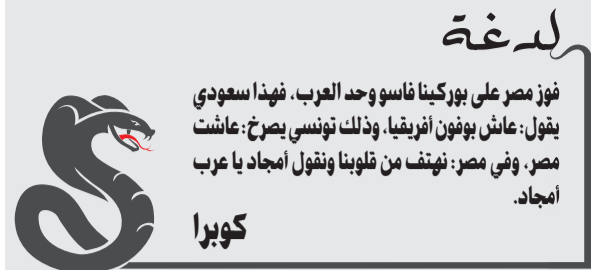 لدغة
فوز مصر على بوركينا فاسو وحد العرب. فهذا سعودي
يقول: عاش بوفون أفريقيا، وذلك تونسي يصرخ: عاشت
مصر، وفي مصر: نهتف من قلوبنا ونقول أمجاد يا عرب
أمجاد.
كوبرا